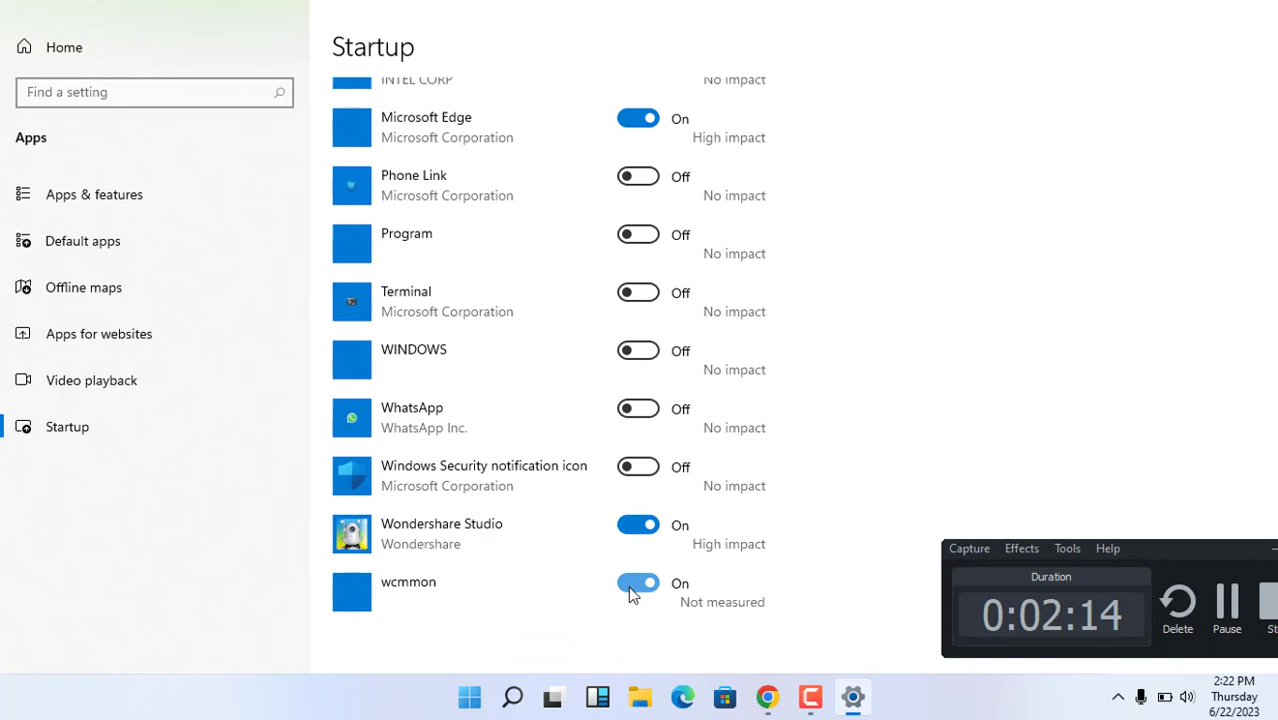 Home
Find a setting
Apps
Apps & features
Default apps
Offline maps
Apps for websites
Video playback
Startup
Startup
INTEL CORP
No impact
Microsoft Edge
On
Microsoft Corporation
High impact
Phone Link
Off
Microsoft Corporation
No impact
Program
Off
No impact
Terminal
Off
Microsoft Corporation
No impact
WINDOWS
Off
No impact
WhatsApp
Off
WhatsApp Inc.
No impact
Windows Security notification icon
Off
Microsoft Corporation
No impact
Wondershare Studio
On
Wondershare
High impact
wcmmon
On
Not measured
Capture Effects Tools Help
Duration
0:02:14
Delete Pause St
2:22 PM
Thursday
6/22/2023